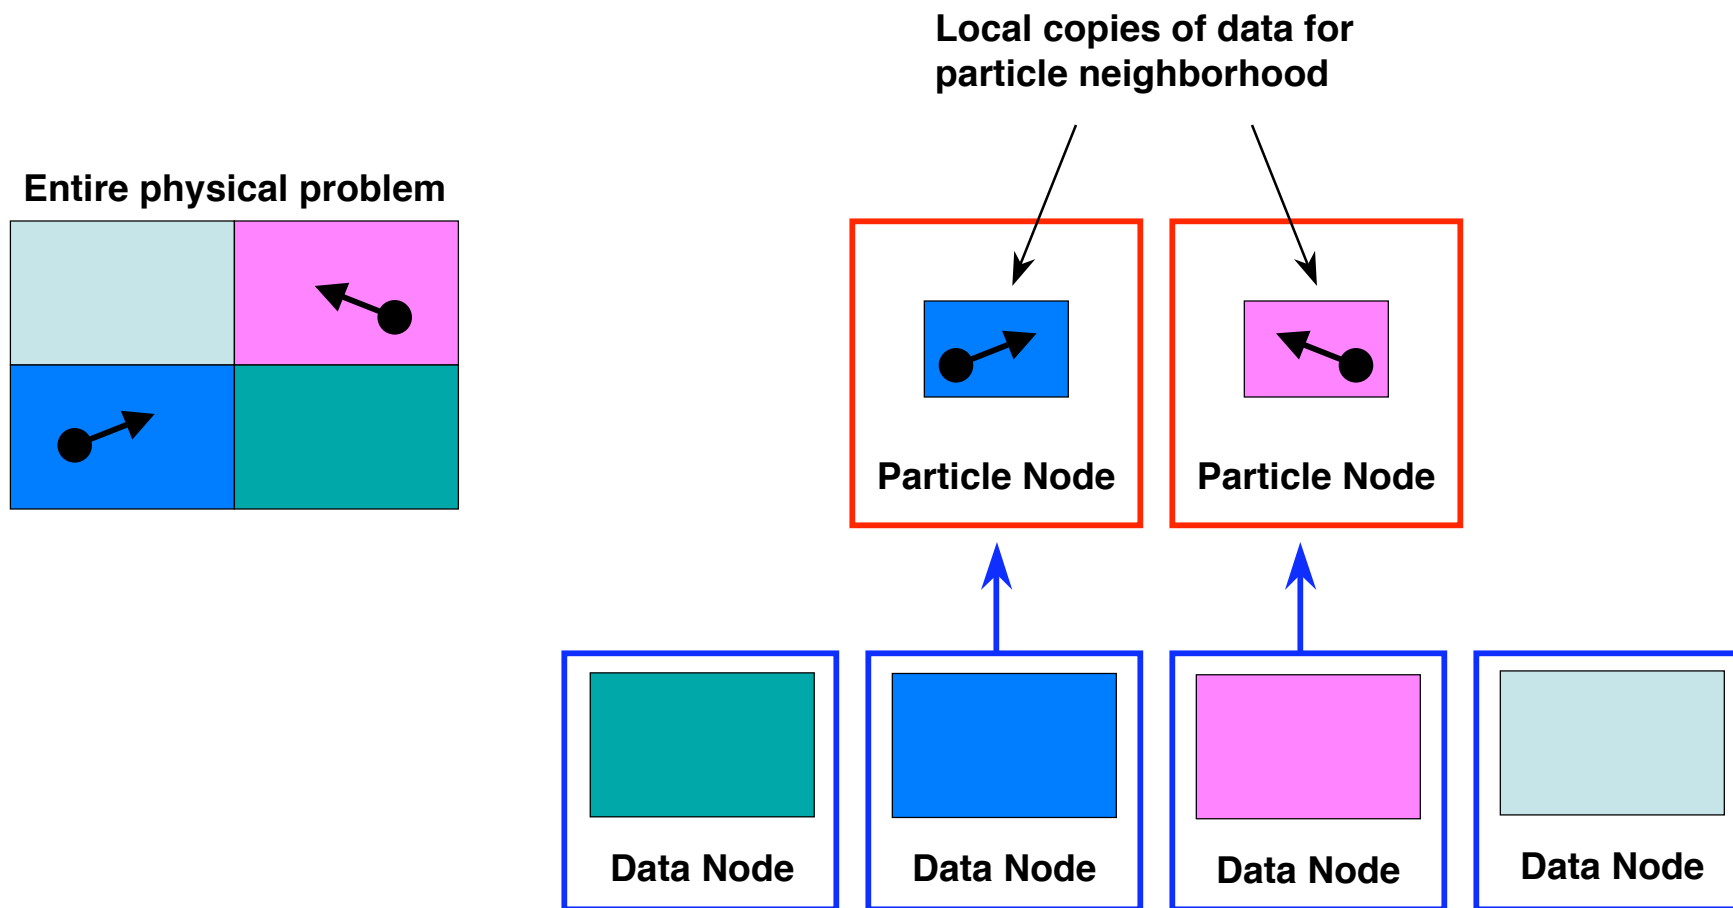 Local copies of data for
particle neighborhood
Entire physical problem
Particle Node
Particle Node
Data Node
Data Node
Data Node
Data Node